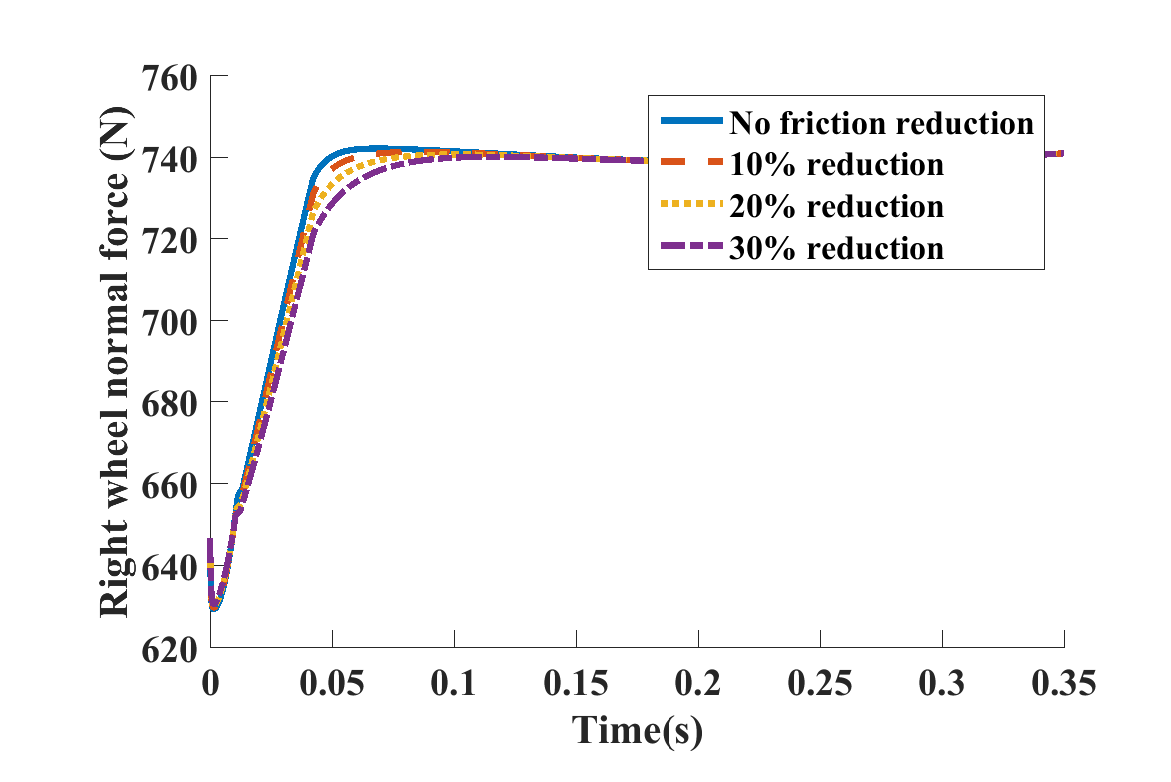 760
740
720
700
680
660
640
620
Right wheel normal force (N)
No friction reduction
10% reduction
20% reduction
30% reduction
0 0.05 0.1 0.15 0.2 0.25 0.3 0.35
Time(s)